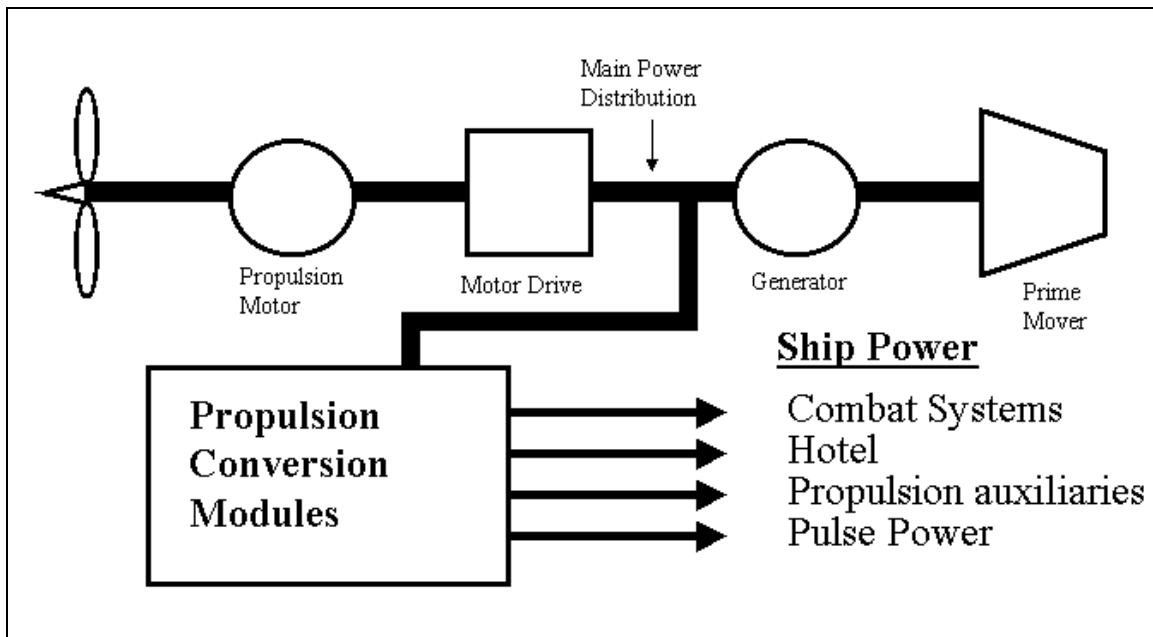 Main Power
Distribution
Propulsion
Motor
Motor Drive
Generator
Prime
Mover
Ship Power
Propulsion
Conversion
Modules
Combat Systems
Hotel
Propulsion auxiliaries
Pulse Power